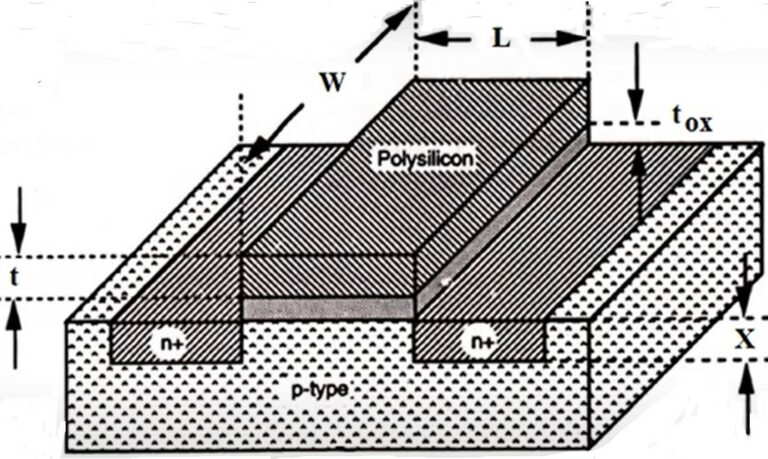 L
W
t ox
Polysilicon
t
n+
n+
X
p-type